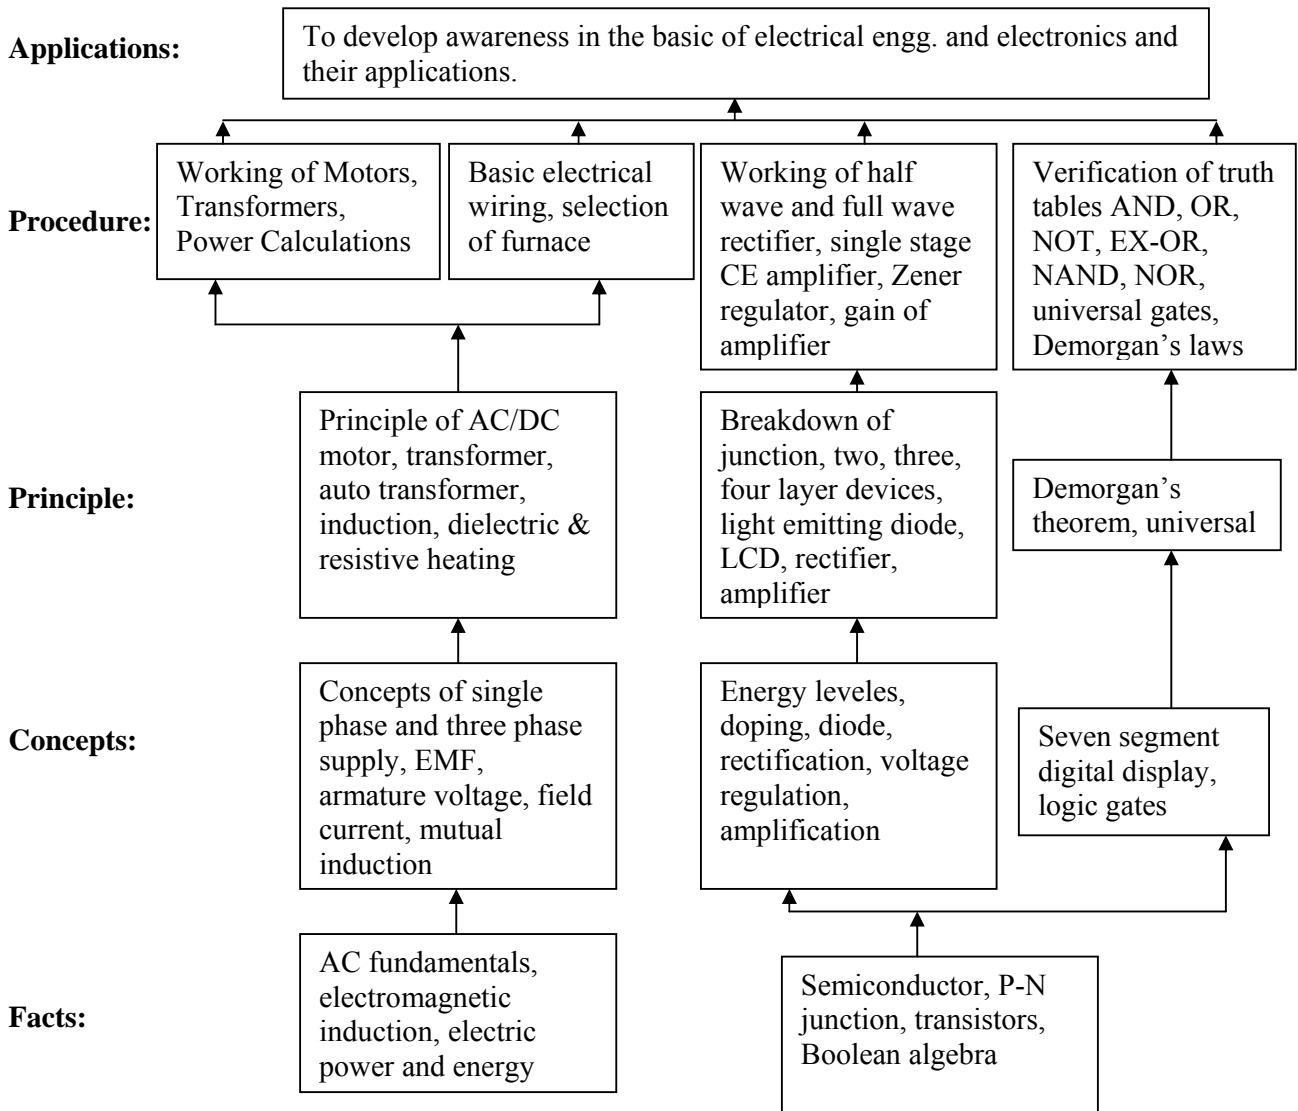 Applications:
To develop awareness in the basic of electrical engg. and electronics and
their applications.
Procedure:
Working of Motors,
Transformers,
Power Calculations
Basic electrical
wiring, selection
of furnace
Working of half
wave and full wave
rectifier, single stage
CE amplifier, Zener
regulator, gain of
amplifier
Verification of truth
tables AND, OR,
NOT, EX-OR,
NAND, NOR,
universal gates,
Demorgan’s laws
Principle:
Principle of AC/DC
motor, transformer,
auto transformer,
induction, dielectric &
resistive heating
Breakdown of
junction, two, three,
four layer devices,
light emitting diode,
LCD, rectifier,
amplifier
Demorgan’s
theorem, universal
Concepts:
Concepts of single
phase and three phase
supply, EMF,
armature voltage, field
current, mutual
induction
Energy leveles,
doping, diode,
rectification, voltage
regulation,
amplification
Seven segment
digital display,
logic gates
Facts:
AC fundamentals,
electromagnetic
induction, electric
power and energy
Semiconductor, P-N
junction, transistors,
Boolean algebra